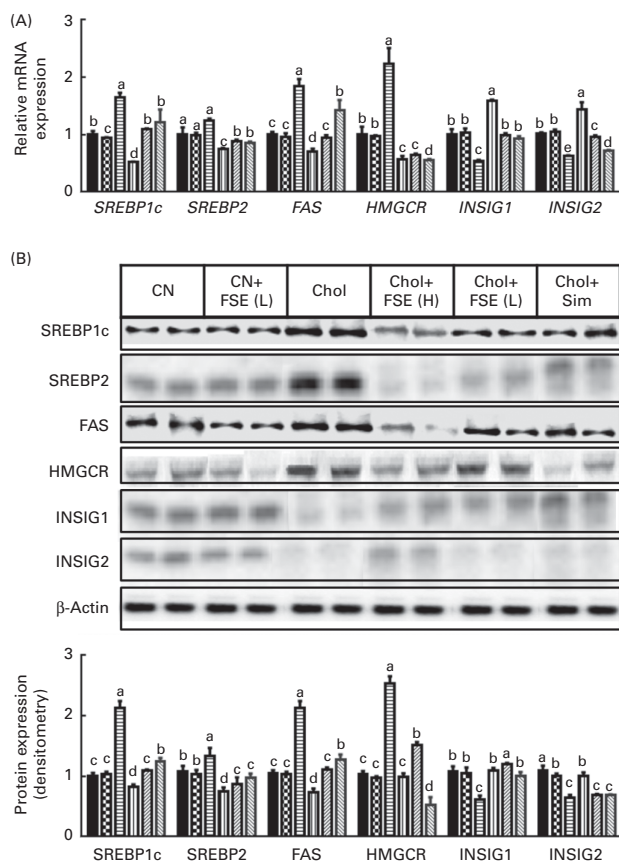 (A)
Relative mRNA
expression
3
2
1
0
b c a d b b
a a a c b b
c c a d c b
b b a c c c
b b c a b b
b b e a c d
SREBP1c SREBP2 FAS HMGCR INSIG1 INSIG2
(B)
CN
CN+
FSE (L)
Chol
Chol+
FSE (H)
Chol+
FSE (L)
Chol+
Sim
SREBP1c
SREBP2
FAS
HMGCR
INSIG1
INSIG2
β-Actin
Protein expression
(densitometry)
3
2
1
0
c c a d c b
b b a d c c
c c a d c b
c c a c b d
b b c b a b
a b c b c c
SREBP1c SREBP2 FAS HMGCR INSIG1 INSIG2